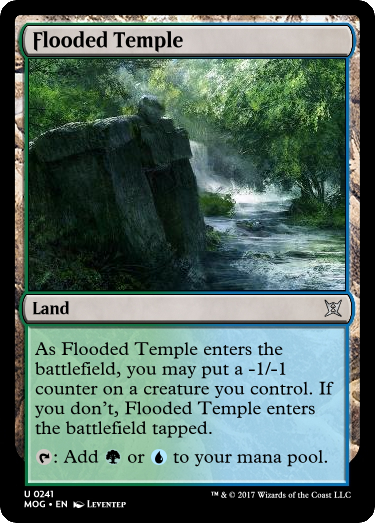 Flooded Temple
Land
As Flooded Temple enters the
battlefield, you may put a -1/-1
counter on a creature you control. If
you don't, Flooded Temple enters
the battlefield tapped.
: Add or to your mana pool.
U 0241
MOG • EN LEVENTEP
™ & © 2017 Wizards of the Coast LLC